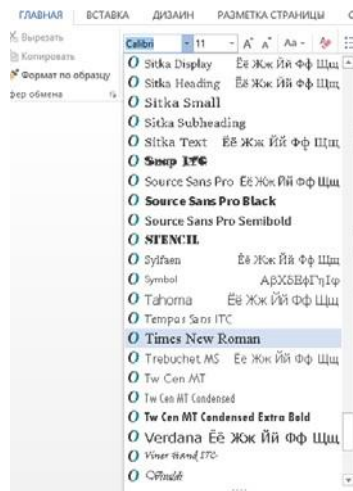 ГЛАВНАЯ ВСТАВКА ДИЗАЙН РАЗМЕТКА СТРАНИЦЫ
Вырезать
Копировать
Формат по образцу
фер обмена
Calibri 11 A A Aa
Sitka Display Ёё Жж Йй Фф Щщ
Sitka Heading Ёё Жж Йй Фф Щщ
Sitka Small
Sitka Subheading
Sitka Text Ёё Жж Йй Фф Щщ
Snap ITC
Source Sans Pro Ёё Жж Йй Фф Щщ
Source Sans Pro Black
Source Sans Pro Semibold
STENCIL
Sylfaen Ёё Жж Йй Фф Щщ
Symbol ΑβΧδΕϕΓηΙφ
Tahoma Ёё Жж Йй Фф Щщ
Tempus Sans ITC
Times New Roman
Trebuchet MS Ёё Жж Йй Фф Щщ
Tw Cen MT
Tw Cen MT Condensed
Tw Cen MT Condensed Extra Bold
Verdana Ёё Жж Йй Фф Щщ
Viner Hand ITC
Vivaldi